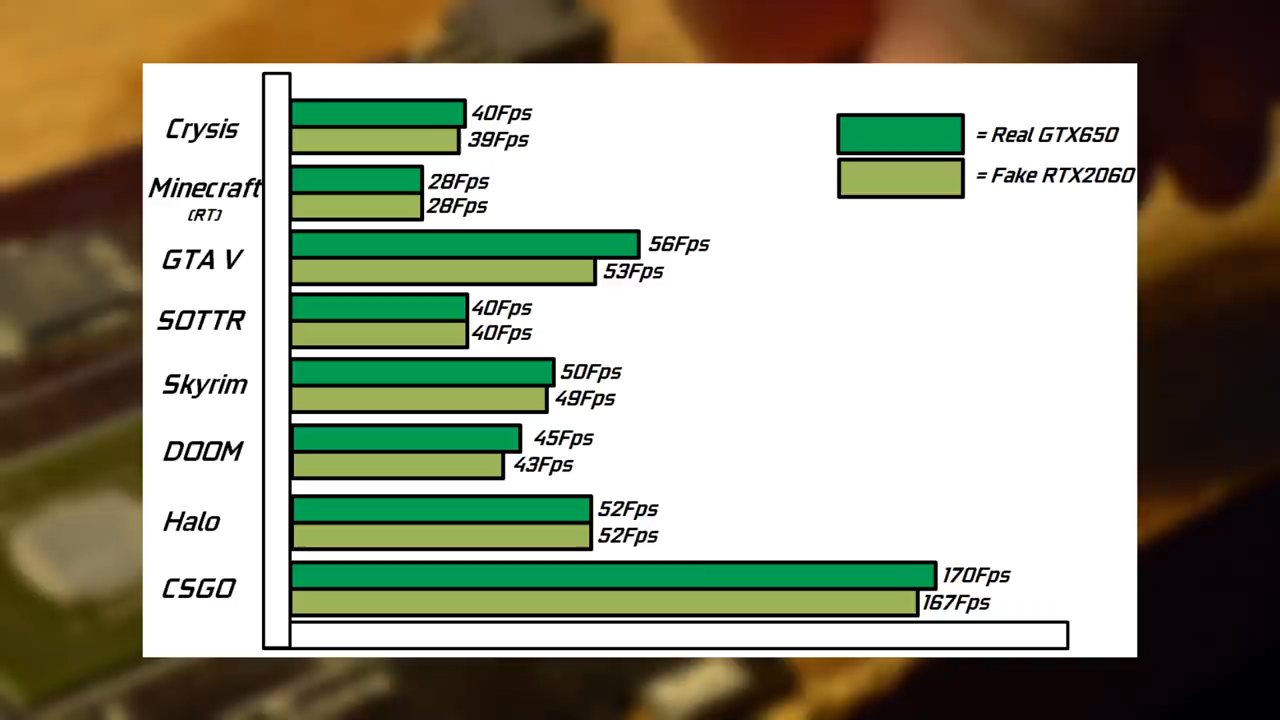 Crysis
40Fps
39Fps
= Real GTX650
= Fake RTX2060
Minecraft
(RT)
28Fps
28Fps
GTA V
56Fps
53Fps
SOTTR
40Fps
40Fps
Skyrim
50Fps
49Fps
DOOM
45Fps
43Fps
Halo
52Fps
52Fps
CSGO
170Fps
167Fps